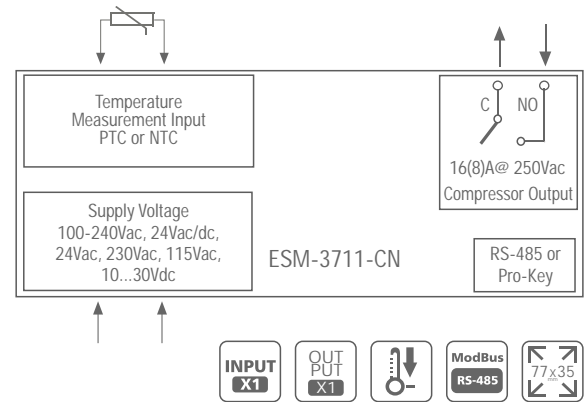 C
NO
Temperature
Measurement Input
PTC or NTC
16(8)A@ 250Vac
Compressor Output
Supply Voltage
100-240Vac, 24Vac/dc,
24Vac, 230Vac, 115Vac,
10...30Vdc
ESM-3711-CN
RS-485 or
Pro-Key
INPUT
X1
OUT
PUT
X1
ModBus
RS-485
77x35
mm